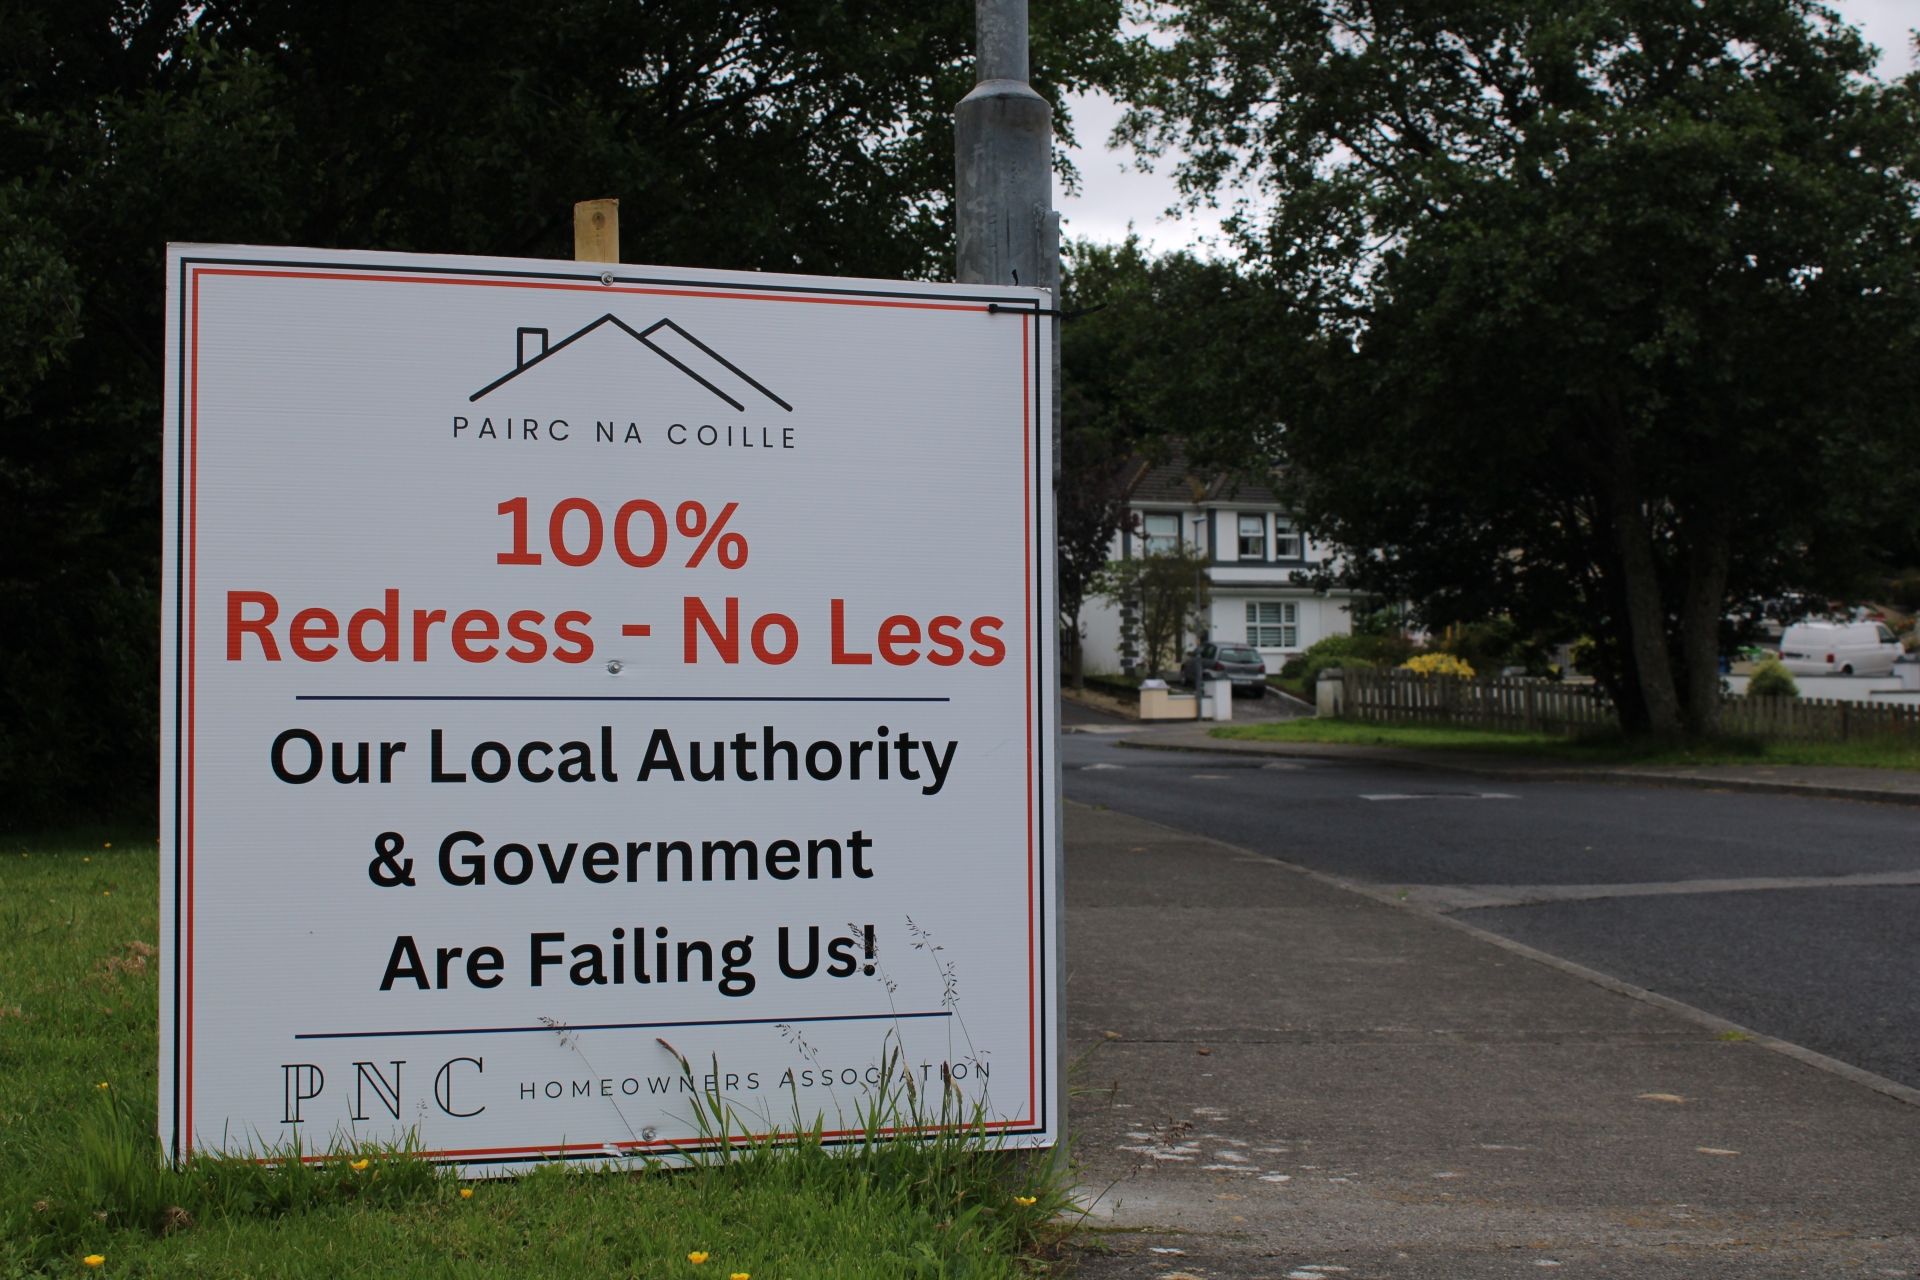 PAIRC NA COILLE
100%
Redress - No Less
Our Local Authority
& Government
Are Failing Us!
PNC HOMEOWNERS ASSOCIATION